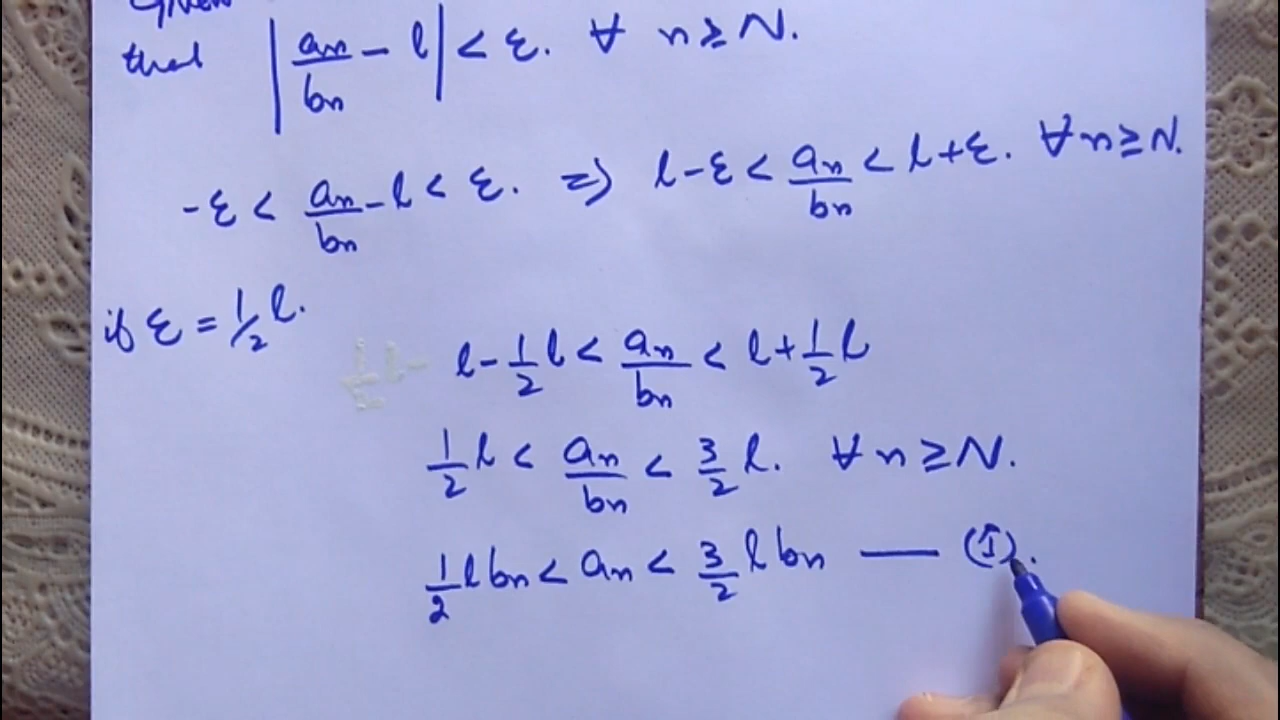 Given
that |an/bn - l| < ε. ∀ n ≥ N.
-ε < an/bn - l < ε. ⇒ l-ε < an/bn < l+ε. ∀ n ≥ N.
if ε = 1/2 l.
l - 1/2 l < an/bn < l + 1/2 l
1/2 l < an/bn < 3/2 l. ∀ n ≥ N.
1/2 l bn < an < 3/2 l bn —— (I).